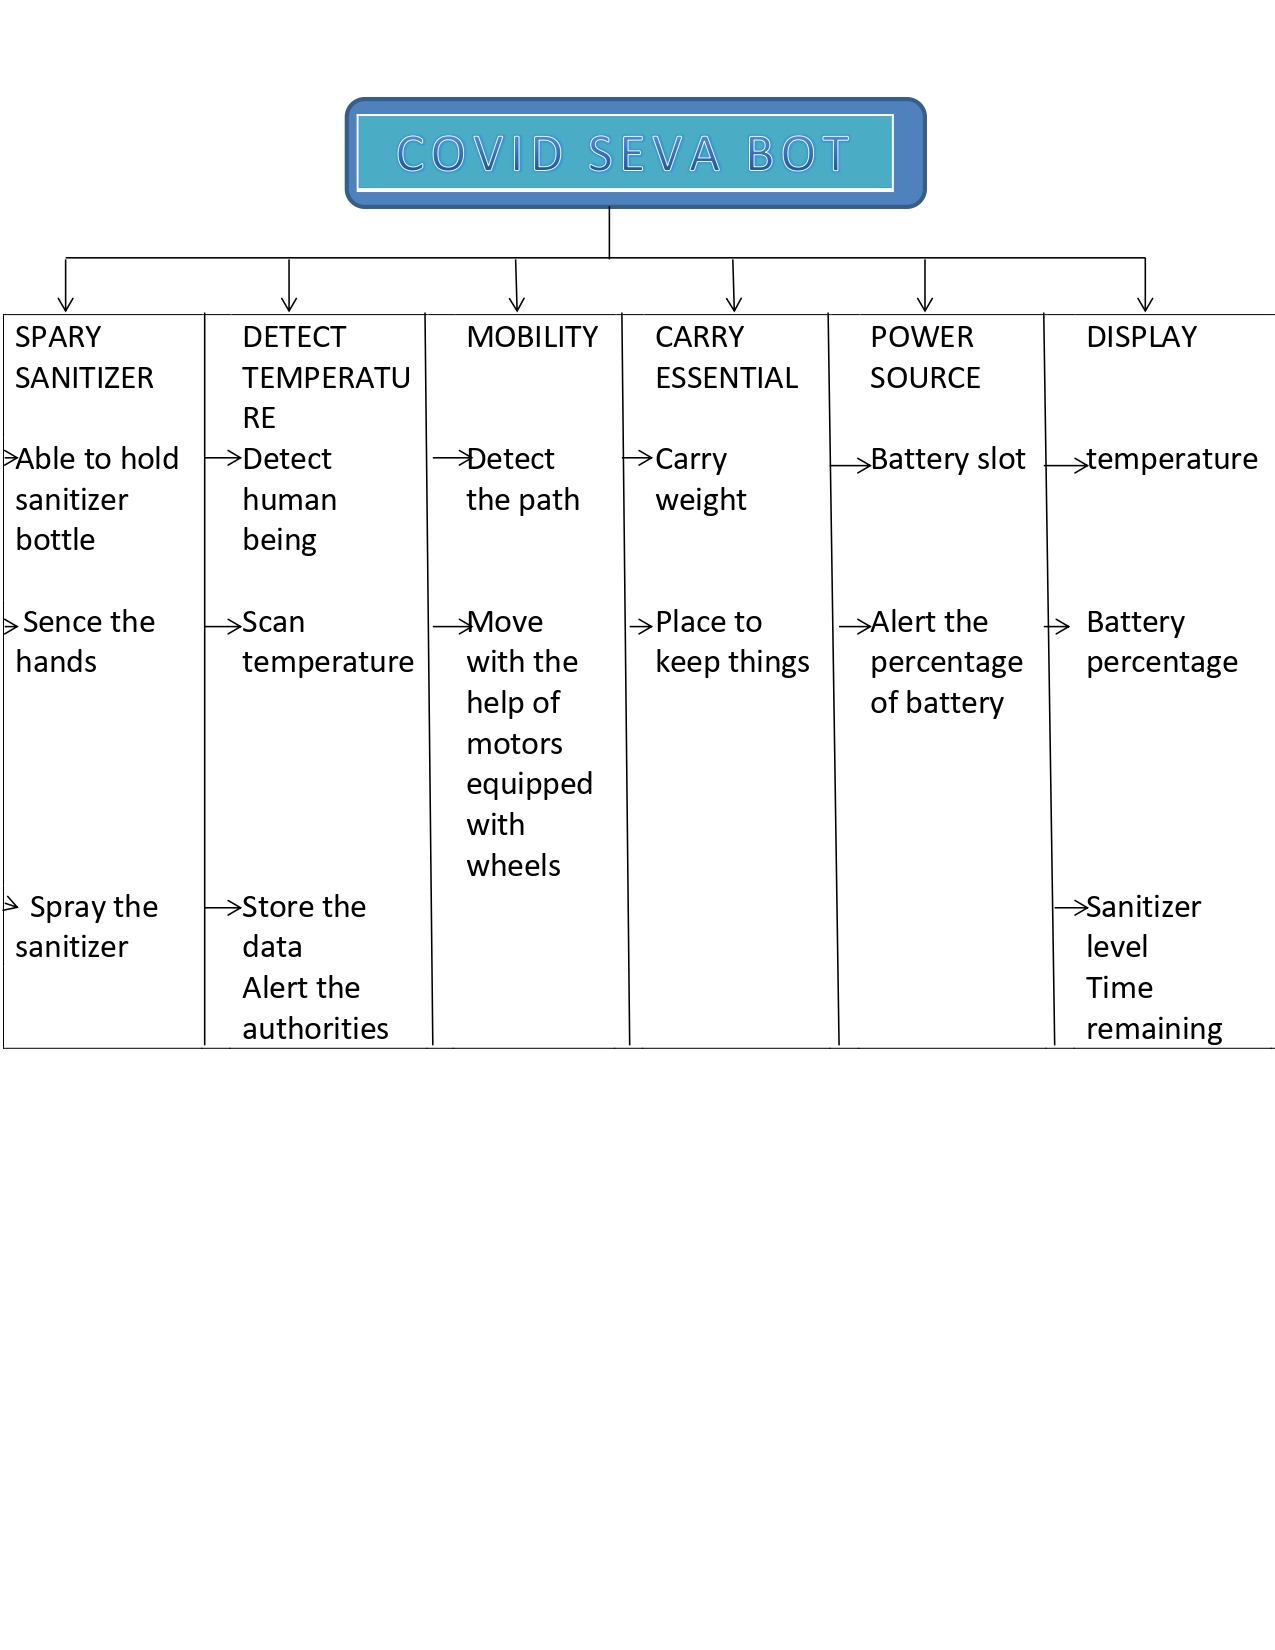 COVID SEVA BOT
SPARY
SANITIZER
Able to hold
sanitizer
bottle
Sence the
hands
Spray the
sanitizer
DETECT
TEMPERATU
RE
Detect
human
being
Scan
temperature
Store the
data
Alert the
authorities
MOBILITY
Detect
the path
Move
with the
help of
motors
equipped
with
wheels
CARRY
ESSENTIAL
Carry
weight
Place to
keep things
POWER
SOURCE
Battery slot
Alert the
percentage
of battery
DISPLAY
temperature
Battery
percentage
Sanitizer
level
Time
remaining